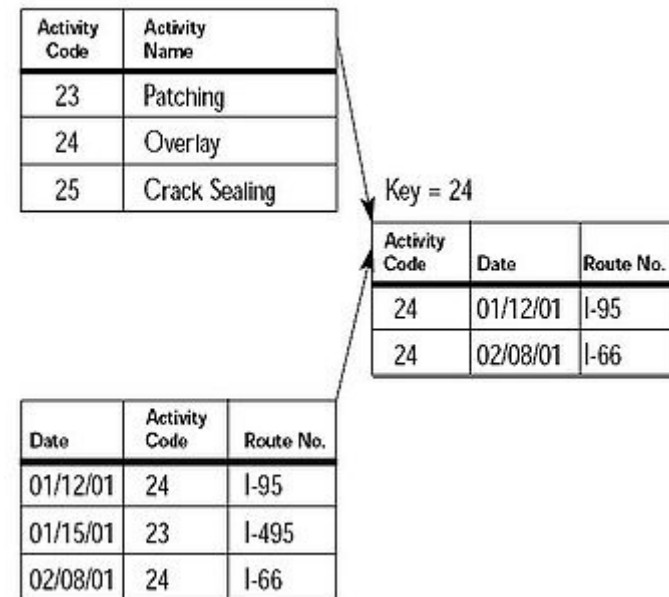 Activity Code Activity Name
23 Patching
24 Overlay
25 Crack Sealing
Key = 24
Activity Code Date Route No.
24 01/12/01 I-95
24 02/08/01 I-66
Date Activity Code Route No.
01/12/01 24 I-95
01/15/01 23 I-495
02/08/01 24 I-66